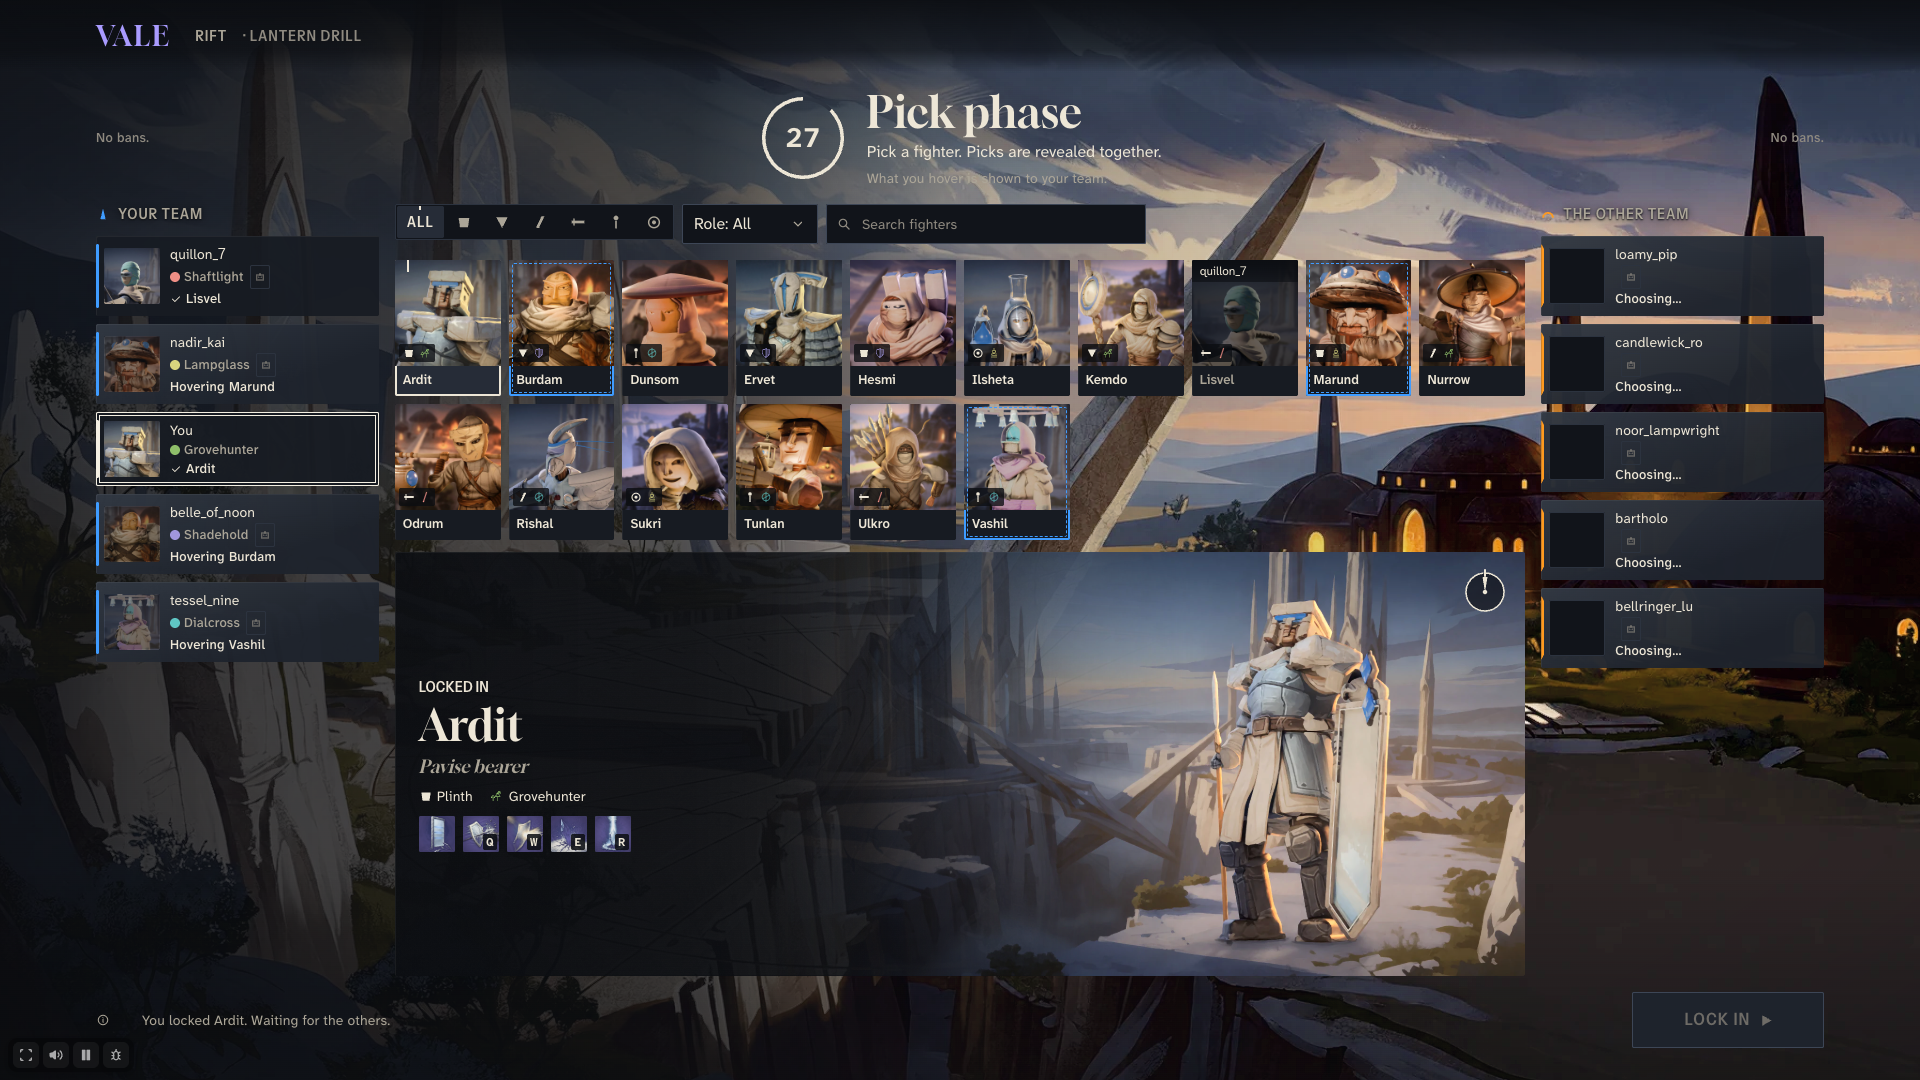 VALE RIFT · LANTERN DRILL
No bans.
27
Pick phase
Pick a fighter. Picks are revealed together.
What you hover is shown to your team.
No bans.
YOUR TEAM
quillon_7
Shaftlight
Lisvel
nadir_kai
Lampglass
Hovering Marund
You
Grovehunter
Ardit
belle_of_noon
Shadehold
Hovering Burdam
tessel_nine
Dialcross
Hovering Vashil
ALL
Role: All
Search fighters
quillon_7
Ardit
Burdam
Dunsom
Ervet
Hesmi
Ilsheta
Kemdo
Lisvel
Marund
Nurrow
Odrum
Rishal
Sukri
Tunlan
Ulkro
Vashil
LOCKED IN
Ardit
Pavise bearer
Plinth Grovehunter
Q W E R
THE OTHER TEAM
loamy_pip
Choosing...
candlewick_ro
Choosing...
noor_lampwright
Choosing...
bartholo
Choosing...
bellringer_lu
Choosing...
You locked Ardit. Waiting for the others.
LOCK IN